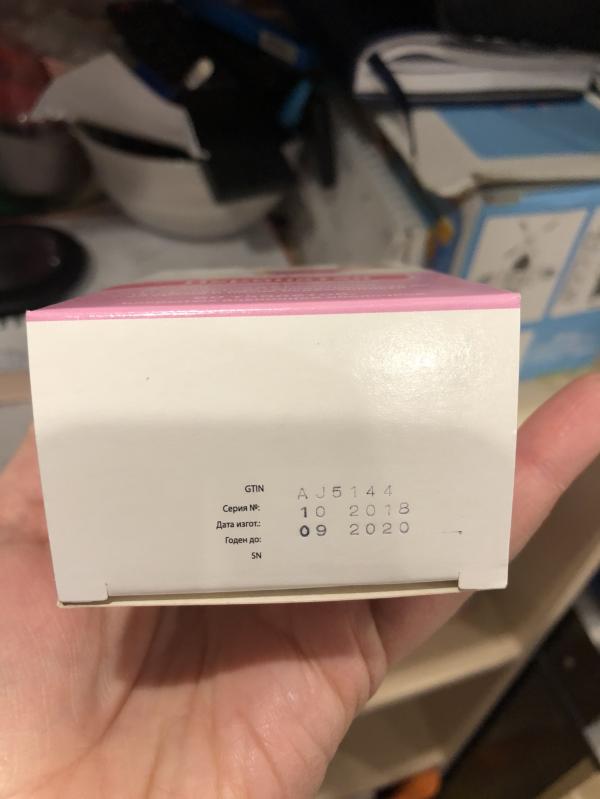 GTIN
AJ5144
Серия №:
10 2018
Дата изгот.:
09 2020
Годен до:
SN